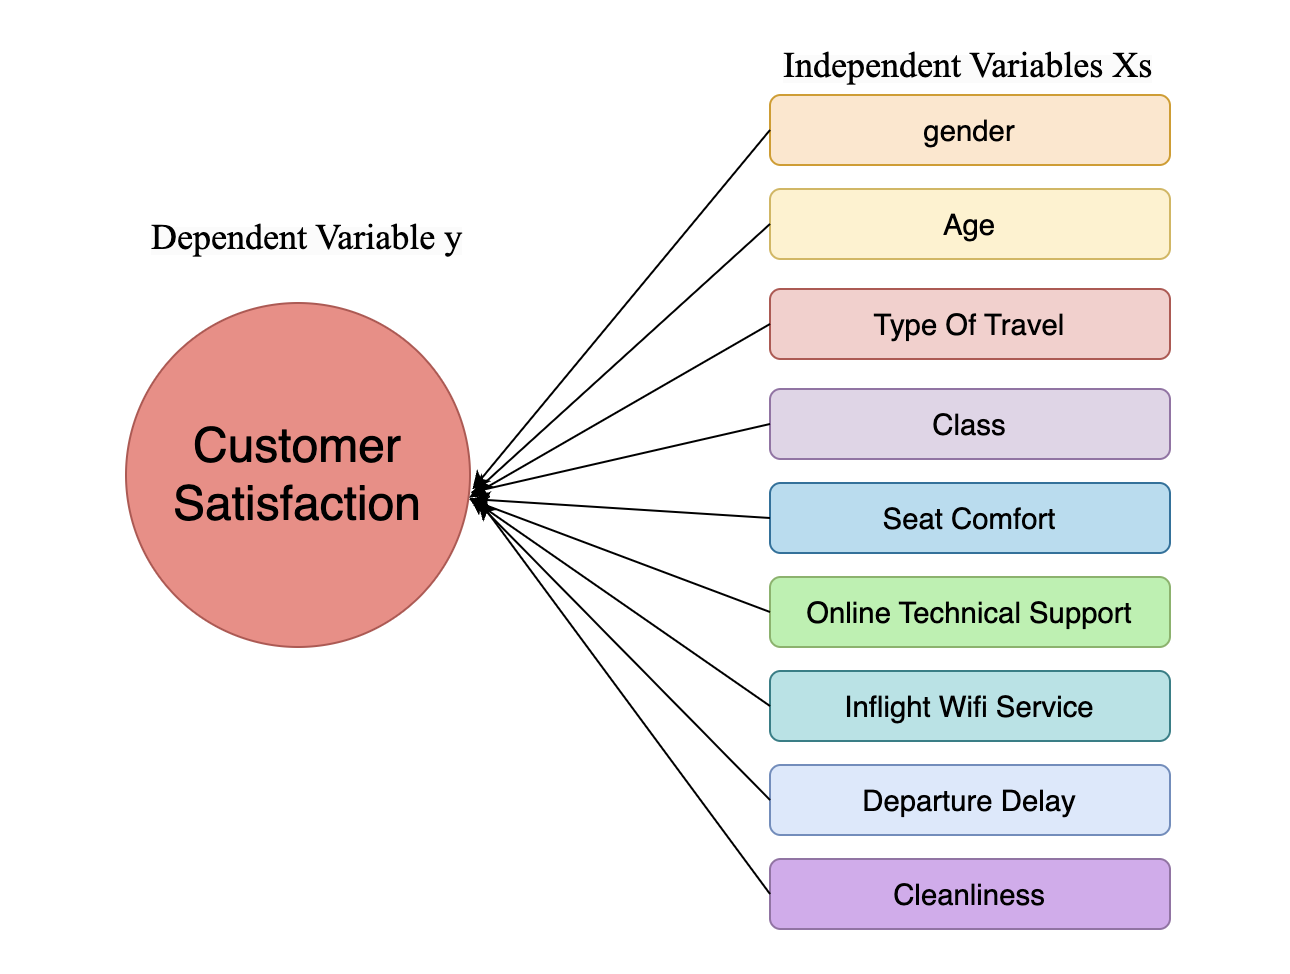 Independent Variables Xs
gender
Age
Dependent Variable y
Type Of Travel
Class
Customer
Satisfaction
Seat Comfort
Online Technical Support
Inflight Wifi Service
Departure Delay
Cleanliness